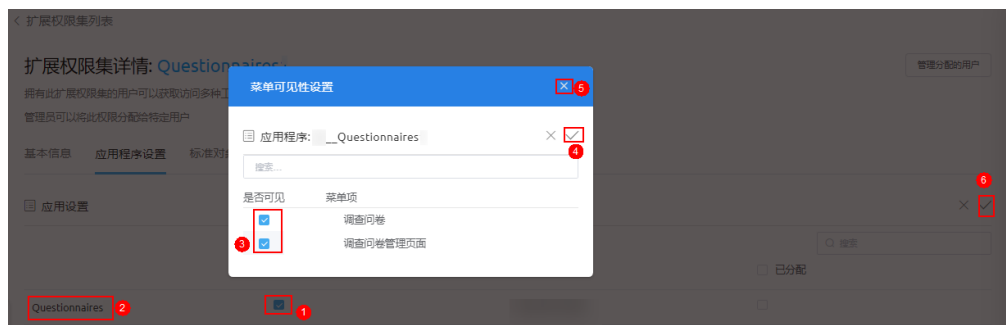 扩展权限集列表
扩展权限集详情: Questionnaires
管理分配的用户
拥有此扩展权限集的用户可以获取访问多种工
管理员可以将此权限分配给特定用户
基本信息 应用程序设置 标准对
菜单可见性设置 5
应用程序: __Questionnaires
4
搜索...
是否可见 菜单项
调查问卷
3 调查问卷管理页面
6
应用设置
搜索
已分配
Questionnaires 2 1